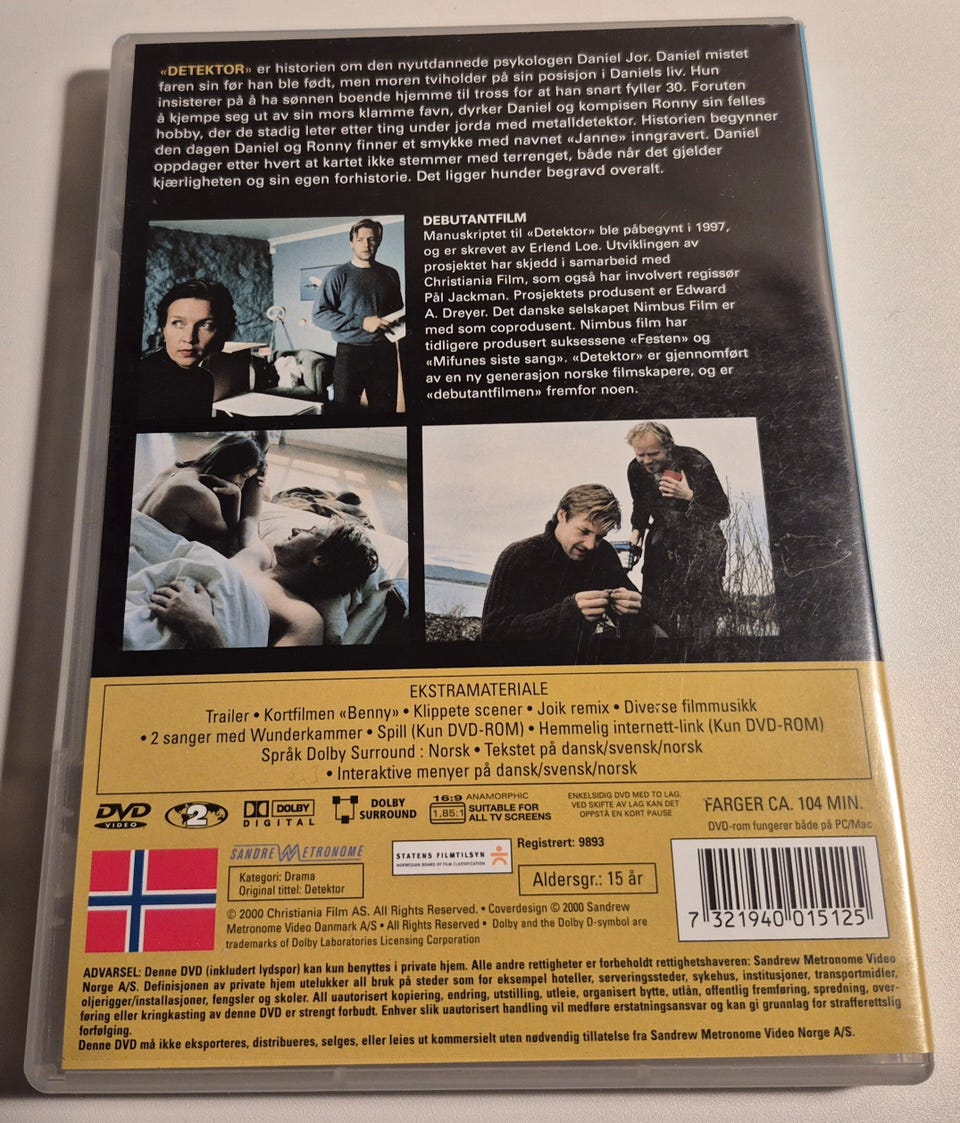 «DETEKTOR» er historien om den nyutdannede psykologen Daniel Jor. Daniel mistet
faren sin før han ble født, men moren tviholder på sin posisjon i Daniels liv. Hun
insisterer på å ha sønnen boende hjemme til tross for at han snart fyller 30. Foruten
å kjempe seg ut av sin mors klamme favn, dyrker Daniel og kompisen Ronny sin felles
hobby, der de stadig leter etter ting under jorda med metalldetektor. Historien begynner
den dagen Daniel og Ronny finner et smykke med navnet «Janne» inngravert. Daniel
oppdager etter hvert at kartet ikke stemmer med terrenget, både når det gjelder
kjærligheten og sin egen forhistorie. Det ligger hunder begravd overalt.
DEBUTANTFILM
Manuskriptet til «Detektor» ble påbegynt i 1997,
og er skrevet av Erlend Loe. Utviklingen av
prosjektet har skjedd i samarbeid med
Christiania Film, som også har involvert regissør
Pål Jackman. Prosjektets produsent er Edward
A. Dreyer. Det danske selskapet Nimbus Film er
med som coprodusent. Nimbus film har
tidligere produsert suksessene «Festen» og
«Mifunes siste sang». «Detektor» er gjennomført
av en ny generasjon norske filmskapere, og er
«debutantfilmen» fremfor noen.
EKSTRAMATERIALE
Trailer • Kortfilmen «Benny» • Klippete scener • Joik remix • Diverse filmmusikk
• 2 sanger med Wunderkammer • Spill (Kun DVD-ROM) • Hemmelig internett-link (Kun DVD-ROM)
Språk Dolby Surround : Norsk • Tekstet på dansk/svensk/norsk
• Interaktive menyer på dansk/svensk/norsk
DVD
VIDEO
2
DOLBY
DIGITAL
DOLBY
SURROUND
16:9 ANAMORPHIC
1,85:1 SUITABLE FOR
ALL TV SCREENS
ENKELSIDIG DVD MED TO LAG.
VED SKIFTE AV LAG KAN DET
OPPSTÅ EN KORT PAUSE
FARGER CA. 104 MIN.
DVD-rom fungerer både på PC/Mac
SANDREW METRONOME
STATENS FILMTILSYN
NORWEGIAN BOARD OF FILM CLASSIFICATION
Registrert: 9893
Kategori: Drama
Original tittel: Detektor
Aldersgr.: 15 år
© 2000 Christiania Film AS. All Rights Reserved. • Coverdesign © 2000 Sandrew
Metronome Video Danmark A/S • All Rights Reserved • Dolby and the Dolby D-symbol are
trademarks of Dolby Laboratories Licensing Corporation
7 321940 015125
ADVARSEL: Denne DVD (inkludert lydspor) kan kun benyttes i private hjem. Alle andre rettigheter er forbeholdt rettighetshaveren: Sandrew Metronome Video
Norge A/S. Definisjonen av private hjem utelukker all bruk på steder som for eksempel hoteller, serveringssteder, sykehus, institusjoner, transportmidler,
oljerigger/installasjoner, fengsler og skoler. All uautorisert kopiering, endring, utstilling, utleie, organisert bytte, utlån, offentlig fremføring, spredning, over-
føring eller kringkasting av denne DVD er strengt forbudt. Enhver slik uautorisert handling vil medføre erstatningsansvar og kan gi grunnlag for strafferettslig
forfølging.
Denne DVD må ikke eksporteres, distribueres, selges, eller leies ut kommersielt uten nødvendig tillatelse fra Sandrew Metronome Video Norge A/S.